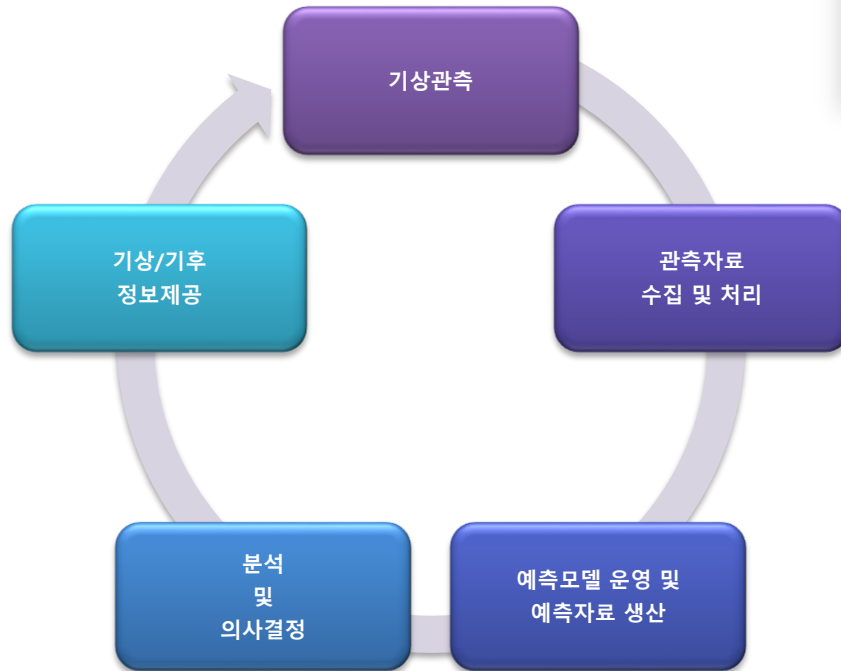 기상관측
관측자료
수집 및 처리
예측모델 운영 및
예측자료 생산
분석
및
의사결정
기상/기후
정보제공